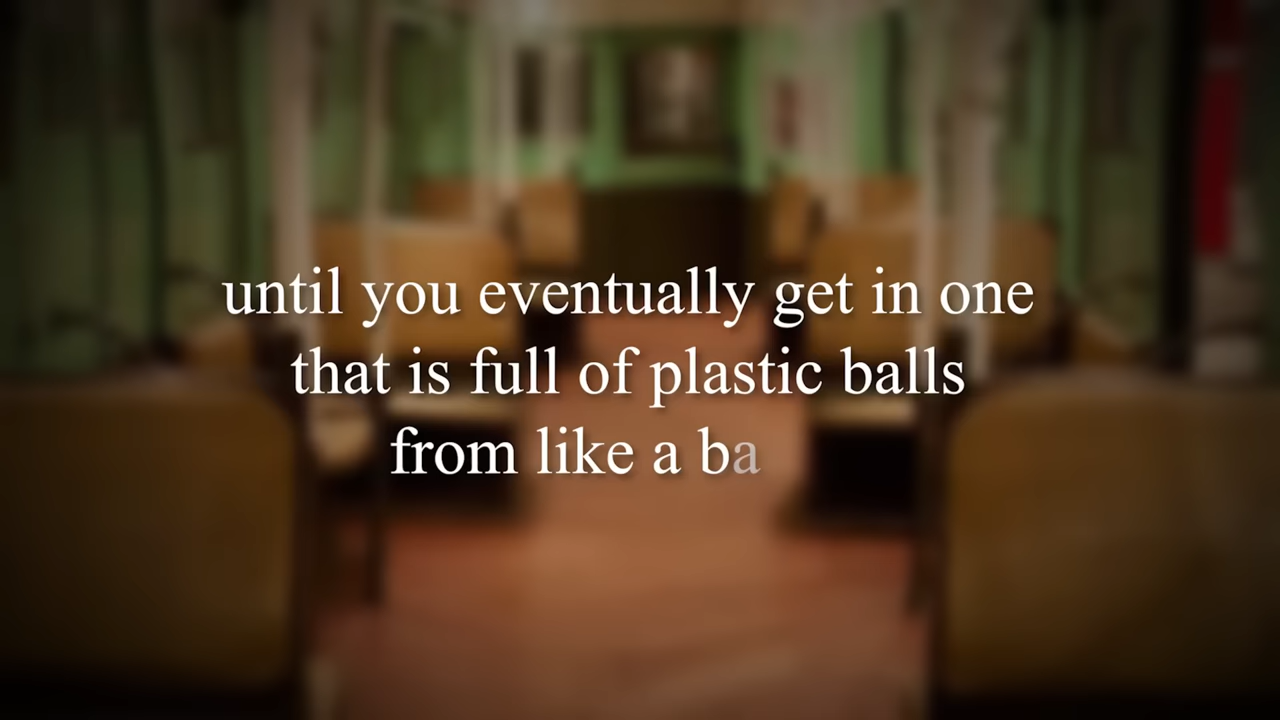 until you eventually get in one
that is full of plastic balls
from like a ba